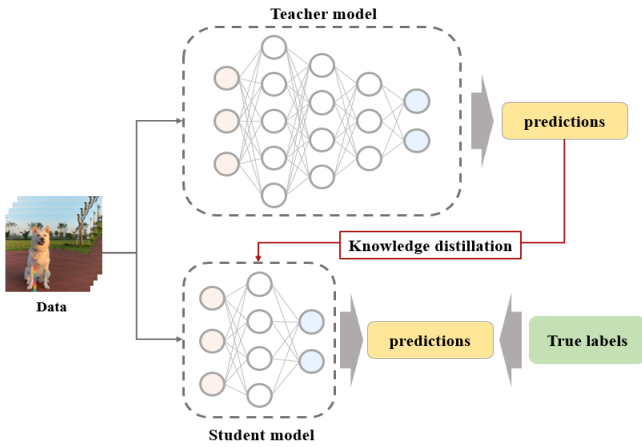 Teacher model
predictions
Knowledge distillation
Data
predictions
True labels
Student model